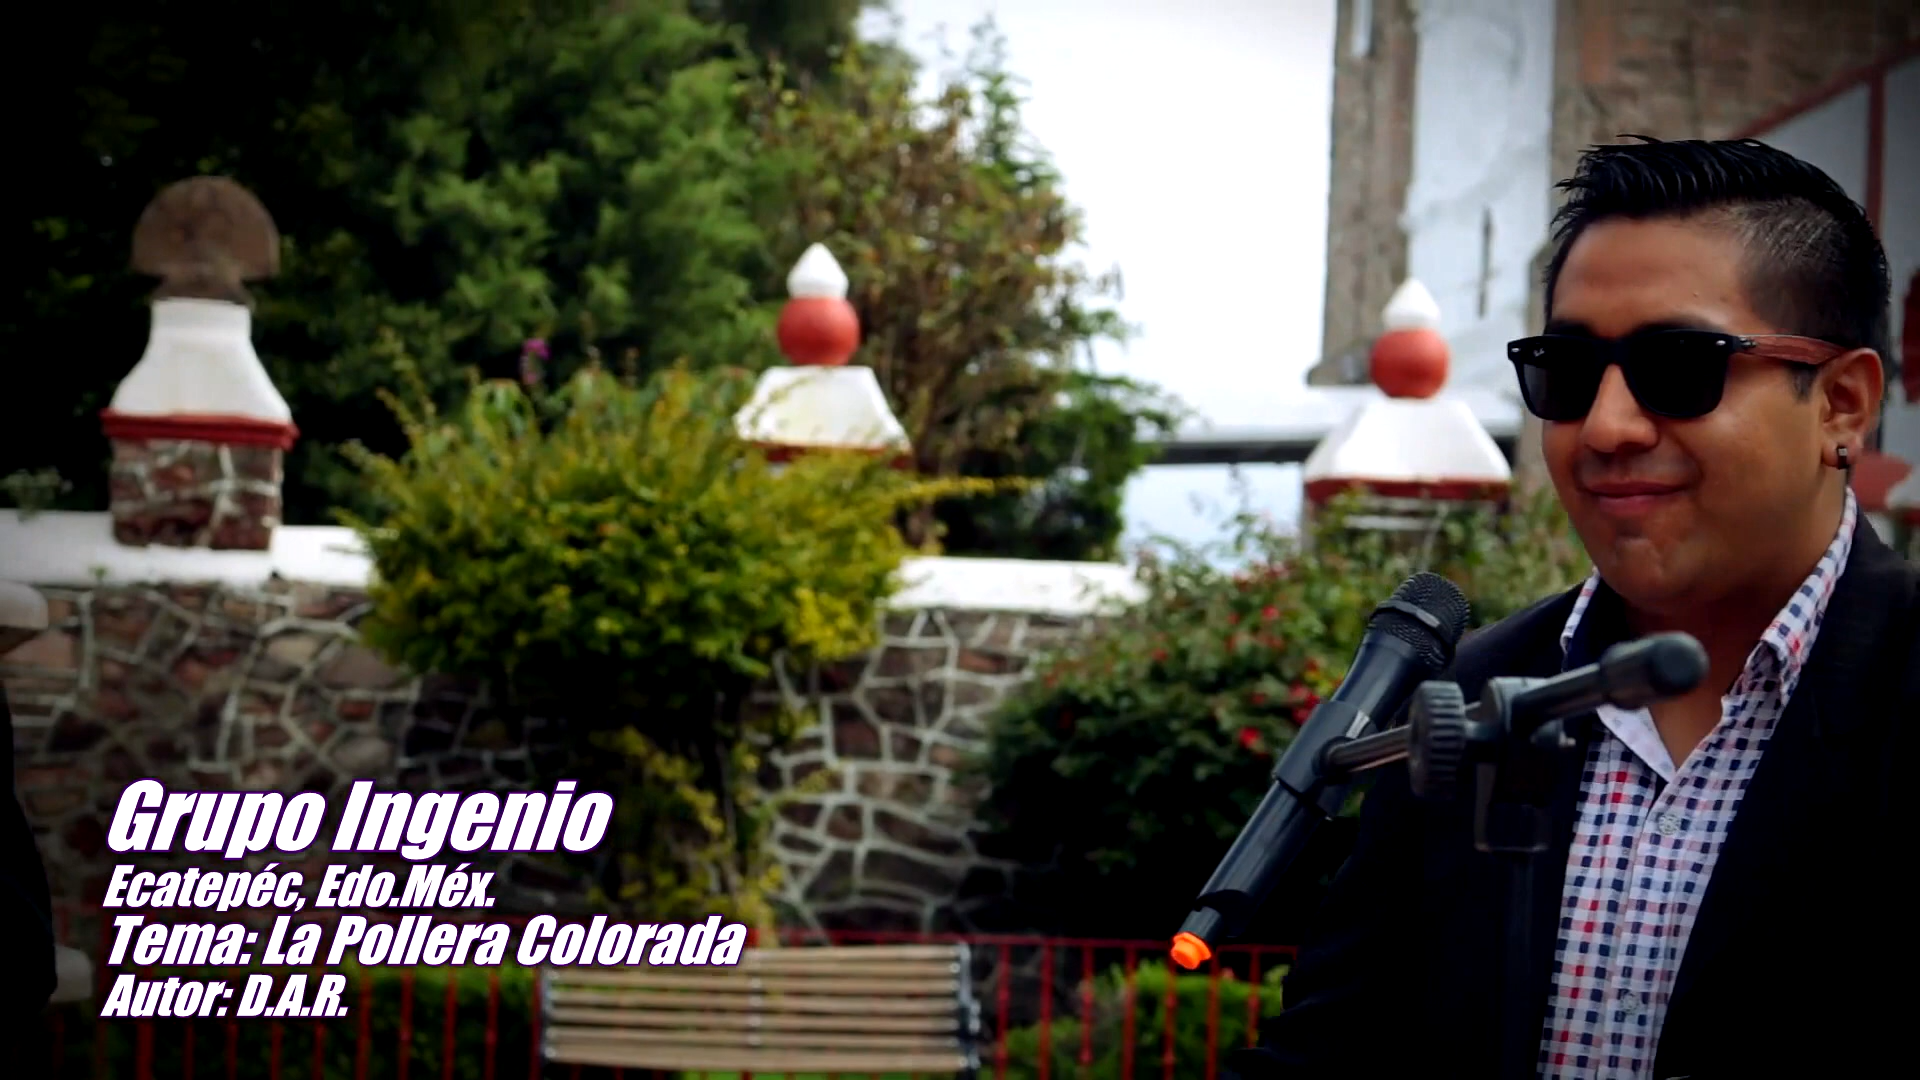 Grupo Ingenio
Ecatepéc, Edo.Méx.
Tema: La Pollera Colorada
Autor: D.A.R.